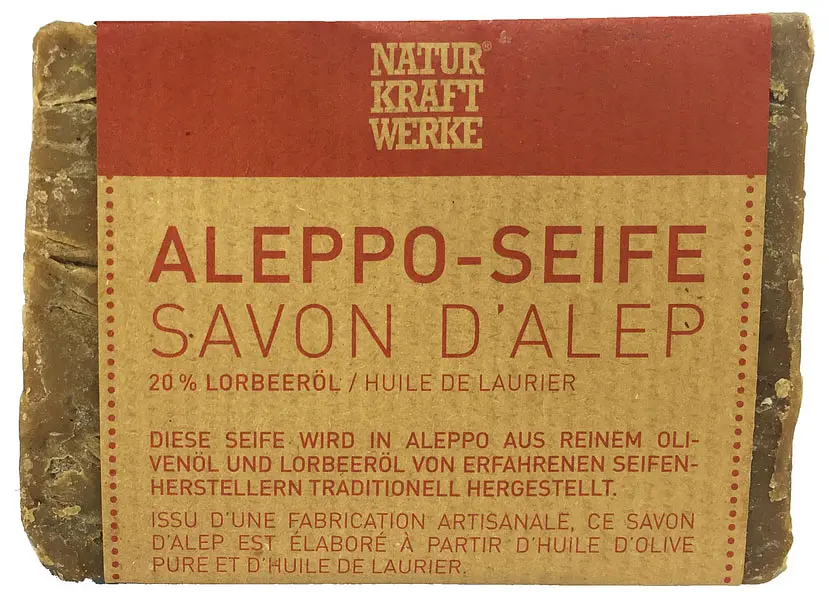 NATUR®
KRAFT
WERKE
ALEPPO-SEIFE
SAVON D'ALEP
20 % LORBEERÖL / HUILE DE LAURIER
DIESE SEIFE WIRD IN ALEPPO AUS REINEM OLI-
VENÖL UND LORBEERÖL VON ERFAHRENEN SEIFEN-
HERSTELLERN TRADITIONELL HERGESTELLT.
ISSU D'UNE FABRICATION ARTISANALE, CE SAVON
D'ALEP EST ÉLABORÉ À PARTIR D'HUILE D'OLIVE
PURE ET D'HUILE DE LAURIER.